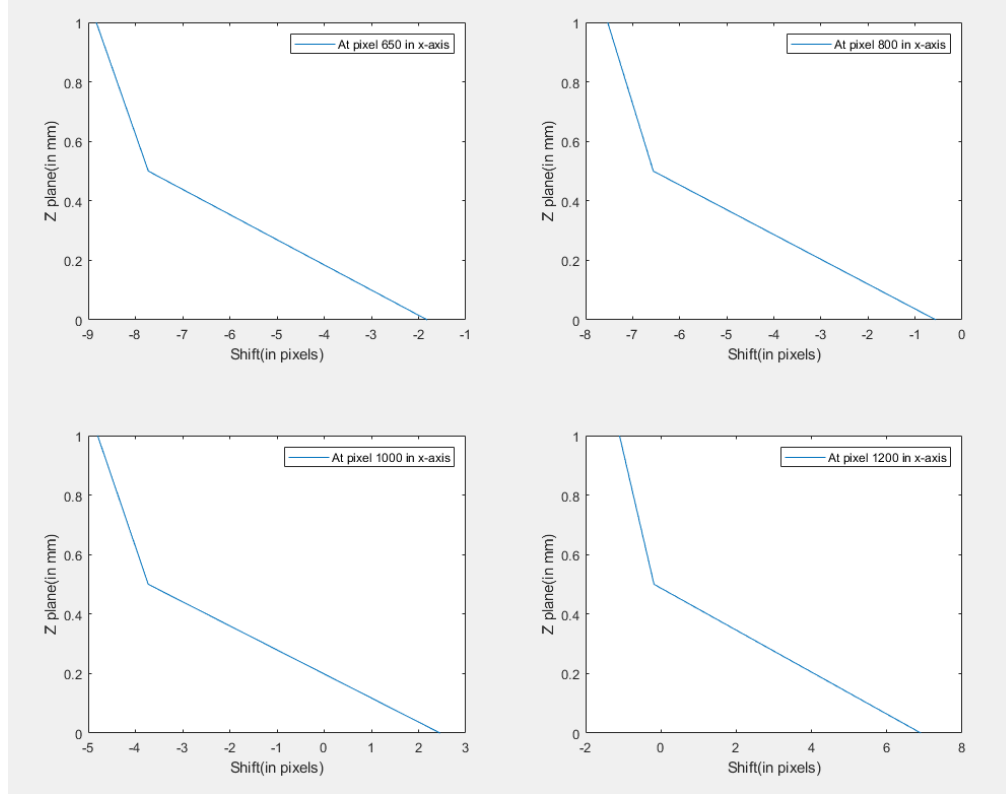 At pixel 650 in x-axis
1
0.8
0.6
0.4
0.2
0
Z plane(in mm)
-9 -8 -7 -6 -5 -4 -3 -2 -1
Shift(in pixels)
At pixel 800 in x-axis
1
0.8
0.6
0.4
0.2
0
Z plane(in mm)
-8 -7 -6 -5 -4 -3 -2 -1 0
Shift(in pixels)
At pixel 1000 in x-axis
1
0.8
0.6
0.4
0.2
0
Z plane(in mm)
-5 -4 -3 -2 -1 0 1 2 3
Shift(in pixels)
At pixel 1200 in x-axis
1
0.8
0.6
0.4
0.2
0
Z plane(in mm)
-2 0 2 4 6 8
Shift(in pixels)